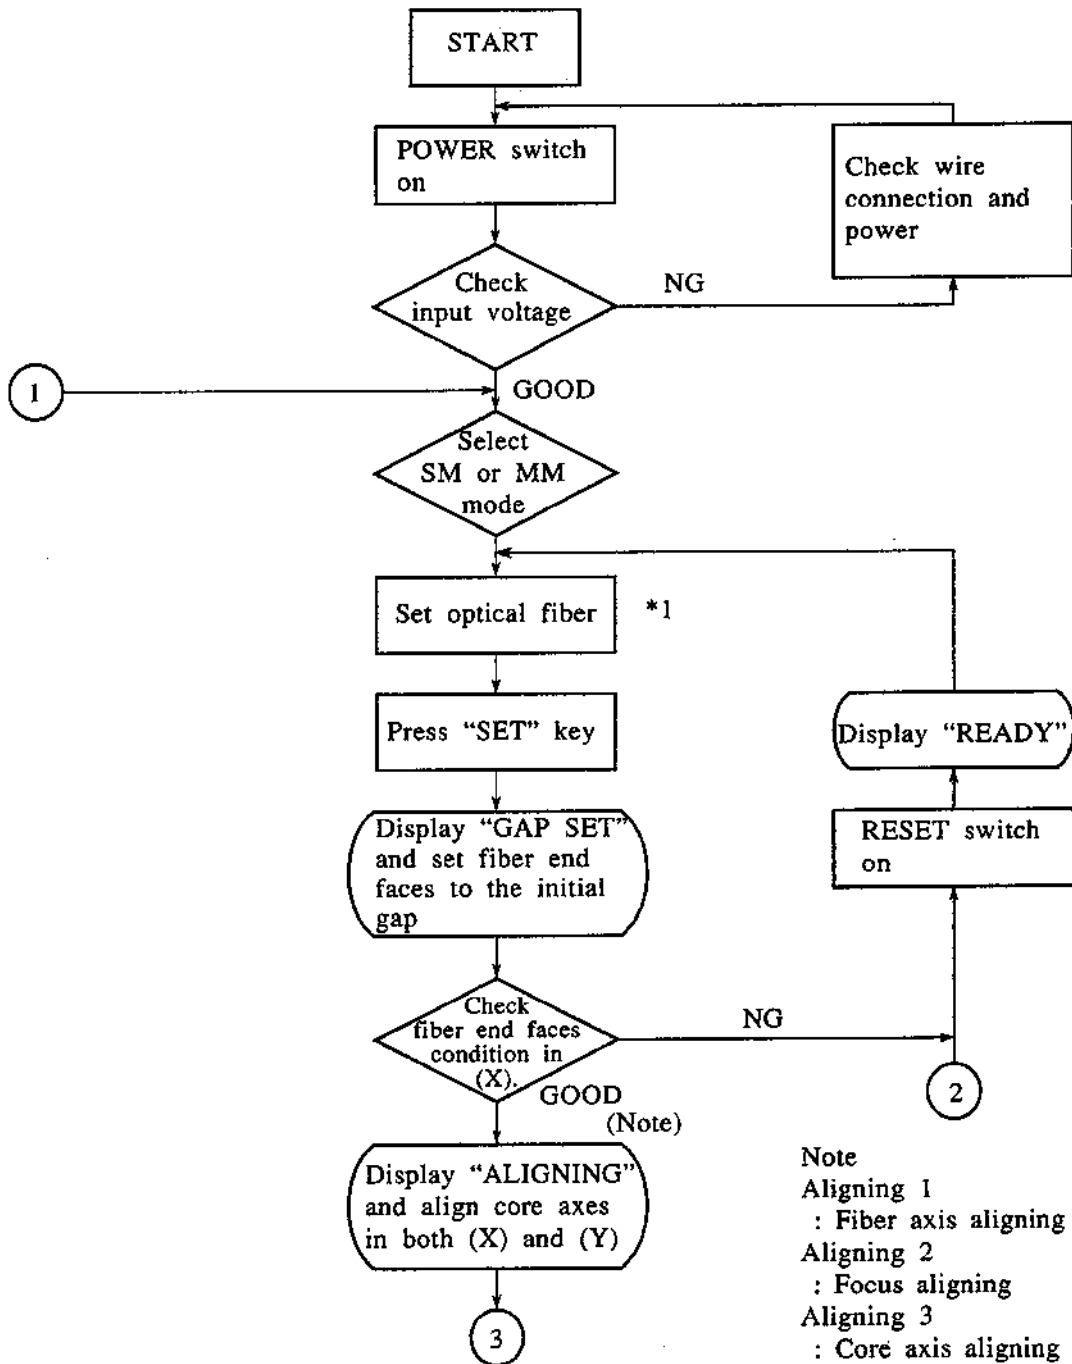 START
POWER switch
on
Check wire
connection and
power
Check
input voltage
NG
1
GOOD
Select
SM or MM
mode
Set optical fiber
*1
Press “SET” key
Display “READY”
Display “GAP SET”
and set fiber end
faces to the initial
gap
RESET switch
on
Check
fiber end faces
condition in
(X).
NG
GOOD
(Note)
2
Display “ALIGNING”
and align core axes
in both (X) and (Y)
3
Note
Aligning 1
: Fiber axis aligning
Aligning 2
: Focus aligning
Aligning 3
: Core axis aligning